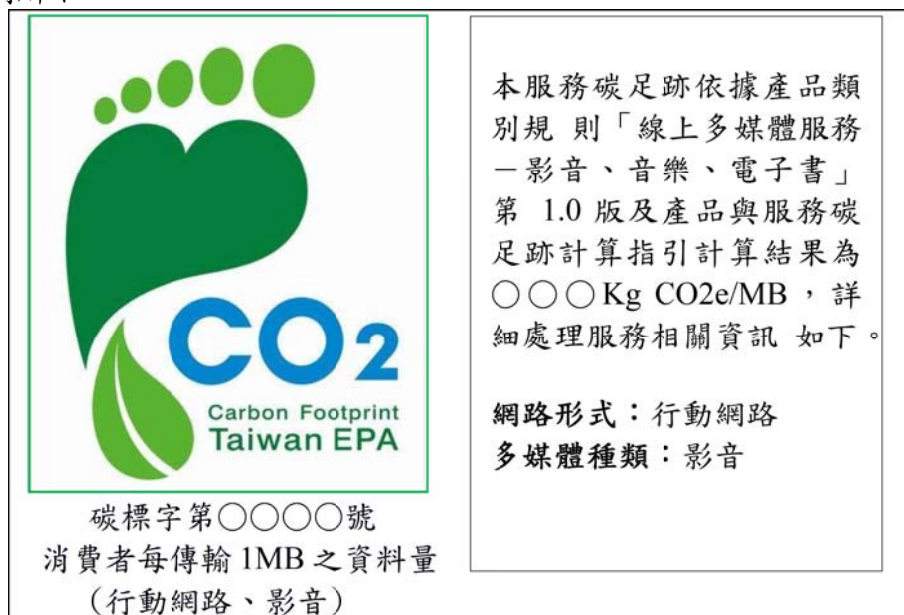 CO2
Carbon Footprint
Taiwan EPA
碳標字第○○○○號
消費者每傳輸 1MB 之資料量
（行動網路、影音）
本服務碳足跡依據產品類
別規 則「線上多媒體服務
－影音、音樂、電子書」
第 1.0 版及產品與服務碳
足跡計算指引計算結果為
○○○Kg CO2e/MB，詳
細處理服務相關資訊 如下。
網路形式：行動網路
多媒體種類：影音